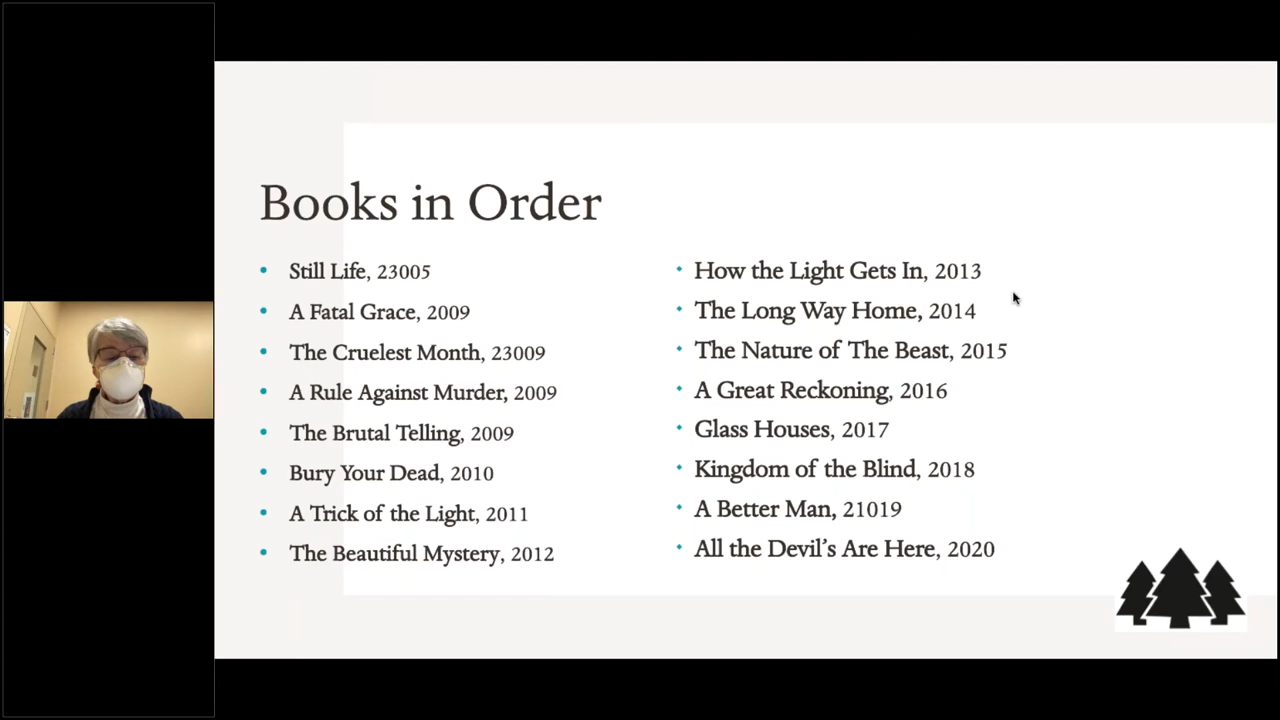 Books in Order
Still Life, 23005
A Fatal Grace, 2009
The Cruelest Month, 23009
A Rule Against Murder, 2009
The Brutal Telling, 2009
Bury Your Dead, 2010
A Trick of the Light, 2011
The Beautiful Mystery, 2012
How the Light Gets In, 2013
The Long Way Home, 2014
The Nature of The Beast, 2015
A Great Reckoning, 2016
Glass Houses, 2017
Kingdom of the Blind, 2018
A Better Man, 21019
All the Devil’s Are Here, 2020